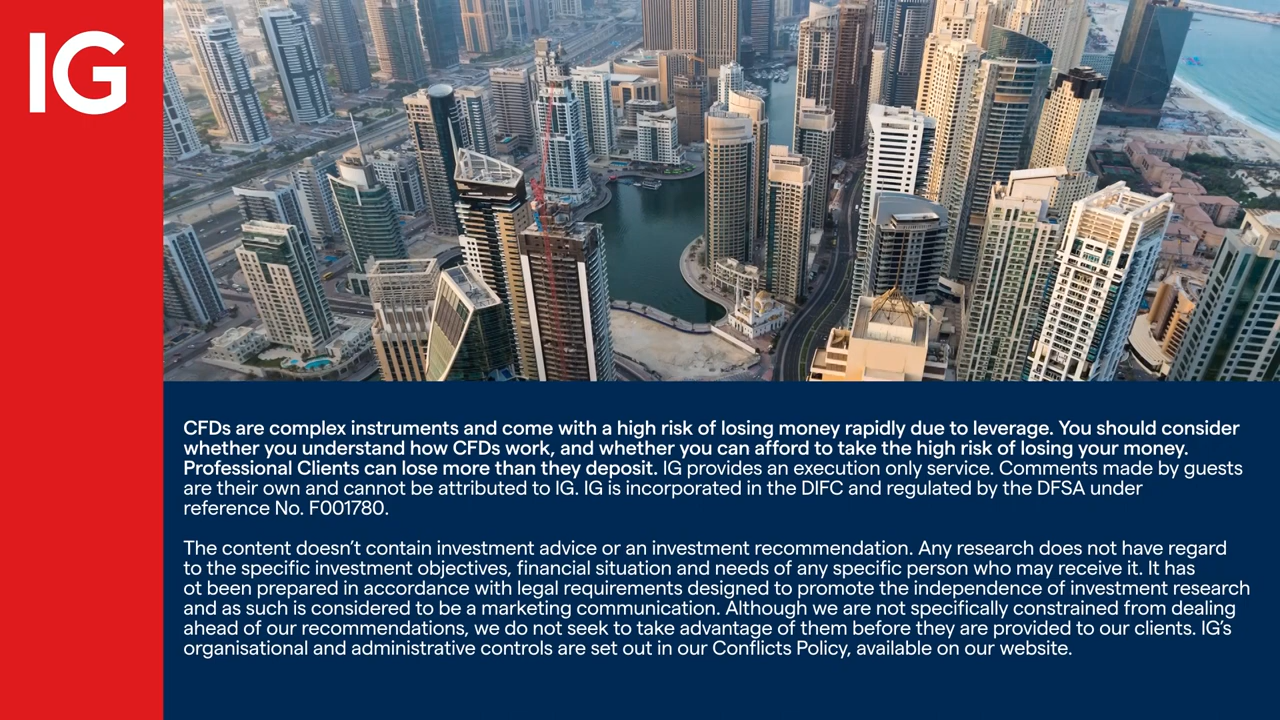 IG
CFDs are complex instruments and come with a high risk of losing money rapidly due to leverage. You should consider
whether you understand how CFDs work, and whether you can afford to take the high risk of losing your money.
Professional Clients can lose more than they deposit. IG provides an execution only service. Comments made by guests
are their own and cannot be attributed to IG. IG is incorporated in the DIFC and regulated by the DFSA under
reference No. F001780.
The content doesn’t contain investment advice or an investment recommendation. Any research does not have regard
to the specific investment objectives, financial situation and needs of any specific person who may receive it. It has
ot been prepared in accordance with legal requirements designed to promote the independence of investment research
and as such is considered to be a marketing communication. Although we are not specifically constrained from dealing
ahead of our recommendations, we do not seek to take advantage of them before they are provided to our clients. IG’s
organisational and administrative controls are set out in our Conflicts Policy, available on our website.